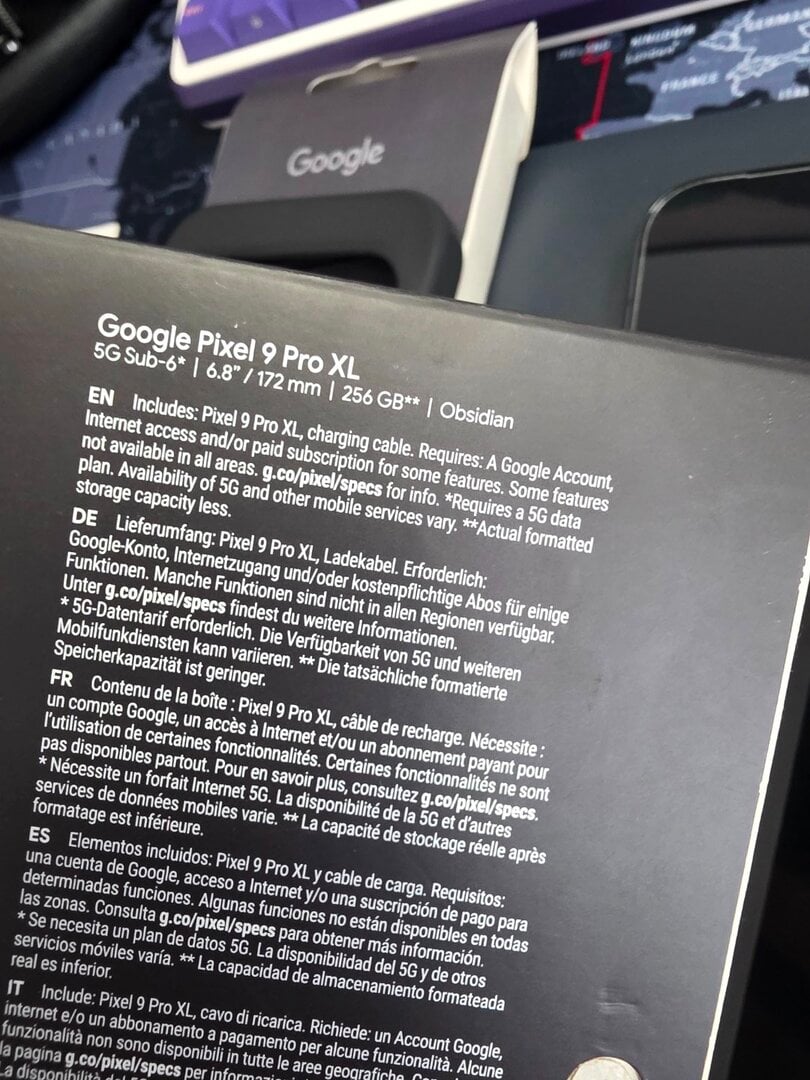 KINGDOM
London
GERMANY
IRELAND
FRANCE
CANADA
Google
Google Pixel 9 Pro XL
5G Sub-6* | 6.8” / 172 mm | 256 GB** | Obsidian
EN Includes: Pixel 9 Pro XL, charging cable. Requires: A Google Account,
Internet access and/or paid subscription for some features. Some features
not available in all areas. g.co/pixel/specs for info. *Requires a 5G data
plan. Availability of 5G and other mobile services vary. **Actual formatted
storage capacity less.
DE Lieferumfang: Pixel 9 Pro XL, Ladekabel. Erforderlich:
Google-Konto, Internetzugang und/oder kostenpflichtige Abos für einige
Funktionen. Manche Funktionen sind nicht in allen Regionen verfügbar.
Unter g.co/pixel/specs findest du weitere Informationen.
* 5G-Datentarif erforderlich. Die Verfügbarkeit von 5G und weiteren
Mobilfunkdiensten kann variieren. ** Die tatsächliche formatierte
Speicherkapazität ist geringer.
FR Contenu de la boîte : Pixel 9 Pro XL, câble de recharge. Nécessite :
un compte Google, un accès à Internet et/ou un abonnement payant pour
l'utilisation de certaines fonctionnalités. Certaines fonctionnalités ne sont
pas disponibles partout. Pour en savoir plus, consultez g.co/pixel/specs.
* Nécessite un forfait Internet 5G. La disponibilité de la 5G et d'autres
services de données mobiles varie. ** La capacité de stockage réelle après
formatage est inférieure.
ES Elementos incluidos: Pixel 9 Pro XL y cable de carga. Requisitos:
una cuenta de Google, acceso a Internet y/o una suscripción de pago para
determinadas funciones. Algunas funciones no están disponibles en todas
las zonas. Consulta g.co/pixel/specs para obtener más información.
* Se necesita un plan de datos 5G. La disponibilidad del 5G y de otros
servicios móviles varía. ** La capacidad de almacenamiento formateada
real es inferior.
IT Include: Pixel 9 Pro XL, cavo di ricarica. Richiede: un Account Google,
internet e/o un abbonamento a pagamento per alcune funzionalità. Alcune
funzionalità non sono disponibili in tutte le aree geografiche.
la pagina g.co/pixel/specs per
La disponibilità